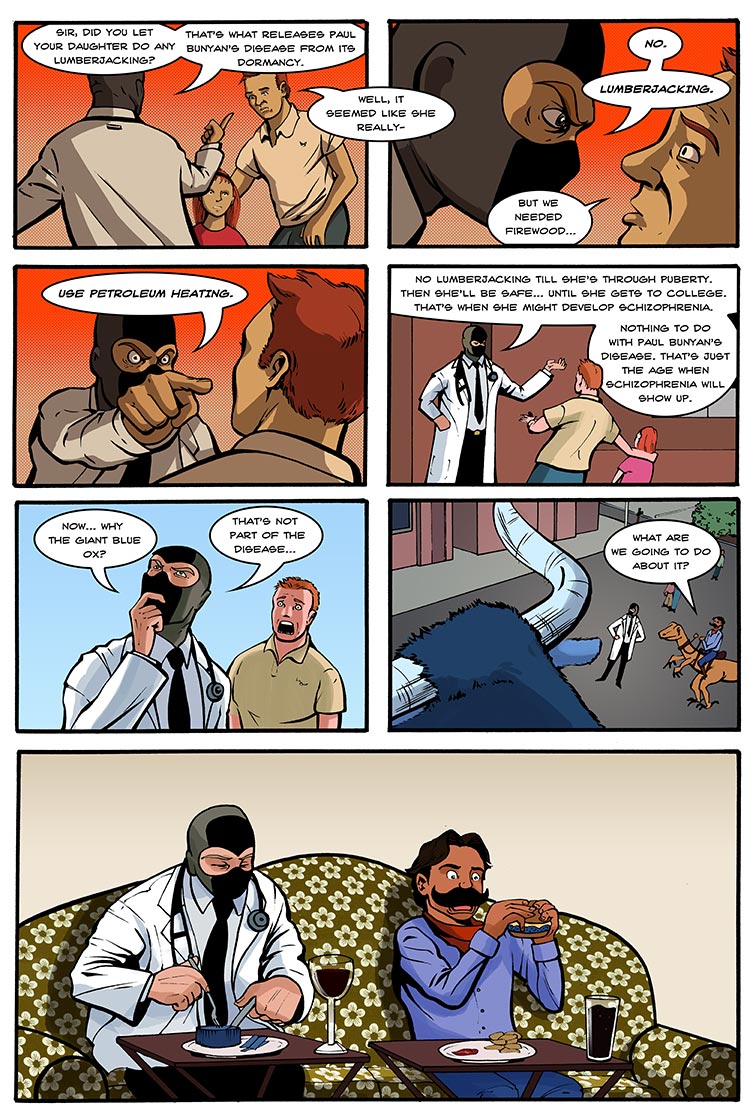 SIR, DID YOU LET
YOUR DAUGHTER DO ANY
LUMBERJACKING?
THAT'S WHAT RELEASES PAUL
BUNYAN'S DISEASE FROM ITS
DORMANCY.
WELL, IT
SEEMED LIKE SHE
REALLY-
NO.
LUMBERJACKING.
BUT WE
NEEDED
FIREWOOD...
USE PETROLEUM HEATING.
NO LUMBERJACKING TILL SHE'S THROUGH PUBERTY.
THEN SHE'LL BE SAFE... UNTIL SHE GETS TO COLLEGE.
THAT'S WHEN SHE MIGHT DEVELOP SCHIZOPHRENIA.
NOTHING TO DO
WITH PAUL BUNYAN'S
DISEASE. THAT'S JUST
THE AGE WHEN
SCHIZOPHRENIA WILL
SHOW UP.
NOW... WHY
THE GIANT BLUE
OX?
THAT'S NOT
PART OF THE
DISEASE...
WHAT ARE
WE GOING TO DO
ABOUT IT?